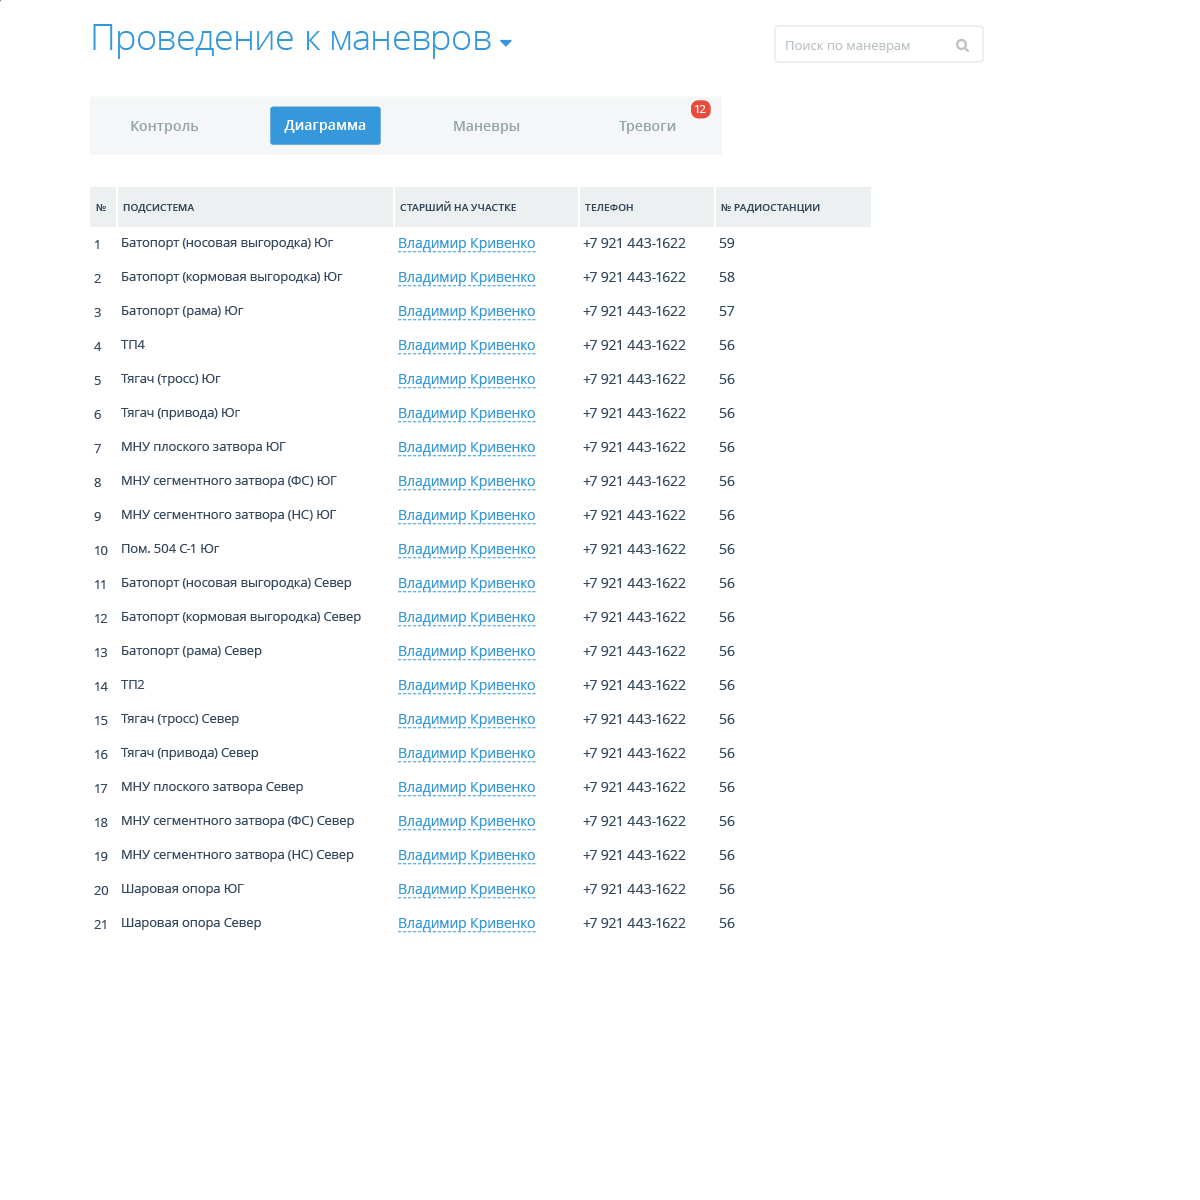 Проведение к маневров
Поиск по маневрам
12
Контроль Диаграмма Маневры Тревоги
№ ПОДСИСТЕМА СТАРШИЙ НА УЧАСТКЕ ТЕЛЕФОН № РАДИОСТАНЦИИ
1 Батопорт (носовая выгородка) Юг Владимир Кривенко +7 921 443-1622 59
2 Батопорт (кормовая выгородка) Юг Владимир Кривенко +7 921 443-1622 58
3 Батопорт (рама) Юг Владимир Кривенко +7 921 443-1622 57
4 ТП4 Владимир Кривенко +7 921 443-1622 56
5 Тягач (тросс) Юг Владимир Кривенко +7 921 443-1622 56
6 Тягач (привода) Юг Владимир Кривенко +7 921 443-1622 56
7 МНУ плоского затвора ЮГ Владимир Кривенко +7 921 443-1622 56
8 МНУ сегментного затвора (ФС) ЮГ Владимир Кривенко +7 921 443-1622 56
9 МНУ сегментного затвора (НС) ЮГ Владимир Кривенко +7 921 443-1622 56
10 Пом. 504 С-1 Юг Владимир Кривенко +7 921 443-1622 56
11 Батопорт (носовая выгородка) Север Владимир Кривенко +7 921 443-1622 56
12 Батопорт (кормовая выгородка) Север Владимир Кривенко +7 921 443-1622 56
13 Батопорт (рама) Север Владимир Кривенко +7 921 443-1622 56
14 ТП2 Владимир Кривенко +7 921 443-1622 56
15 Тягач (тросс) Север Владимир Кривенко +7 921 443-1622 56
16 Тягач (привода) Север Владимир Кривенко +7 921 443-1622 56
17 МНУ плоского затвора Север Владимир Кривенко +7 921 443-1622 56
18 МНУ сегментного затвора (ФС) Север Владимир Кривенко +7 921 443-1622 56
19 МНУ сегментного затвора (НС) Север Владимир Кривенко +7 921 443-1622 56
20 Шаровая опора ЮГ Владимир Кривенко +7 921 443-1622 56
21 Шаровая опора Север Владимир Кривенко +7 921 443-1622 56